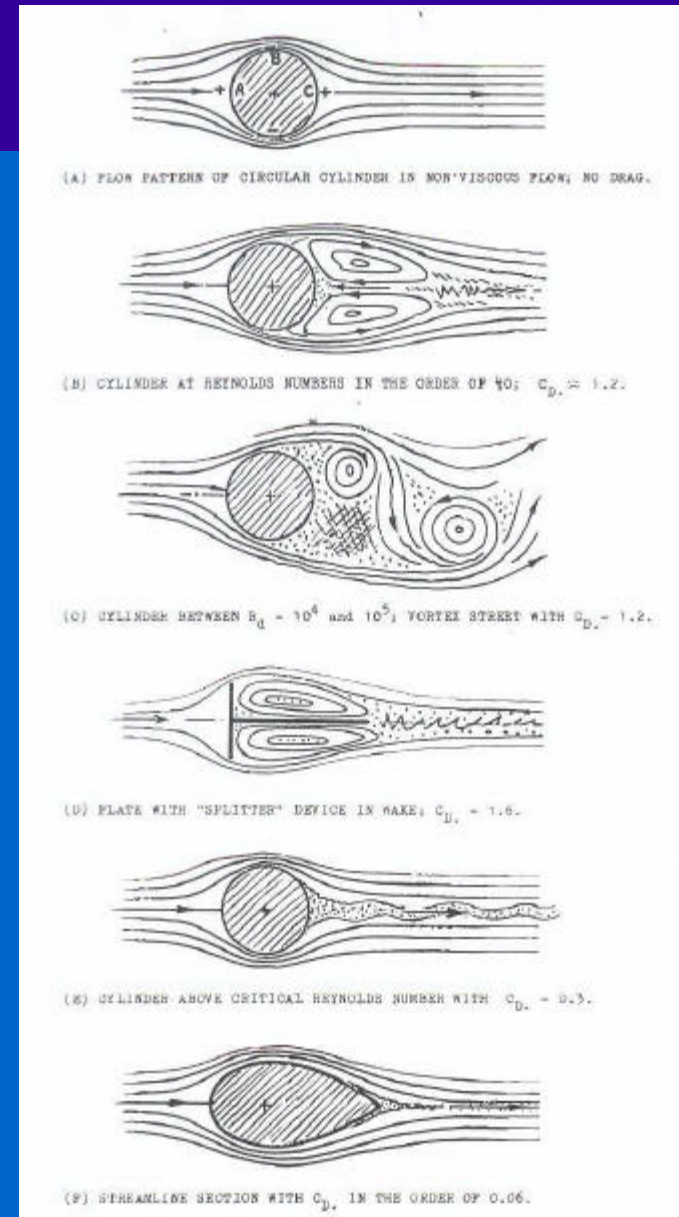 B
+ A + C +
−
(A) FLOW PATTERN OF CIRCULAR CYLINDER IN NON'VISCOUS FLOW; NO DRAG.
(B) CYLINDER AT REYNOLDS NUMBERS IN THE ORDER OF 40; C_D. ≈ 1.2.
(C) CYLINDER BETWEEN R_d = 10^4 and 10^5; VORTEX STREET WITH C_D. = 1.2.
(D) PLATE WITH "SPLITTER" DEVICE IN WAKE; C_D. = 1.6.
(E) CYLINDER ABOVE CRITICAL REYNOLDS NUMBER WITH C_D. = 0.3.
(F) STREAMLINE SECTION WITH C_D. IN THE ORDER OF 0.06.